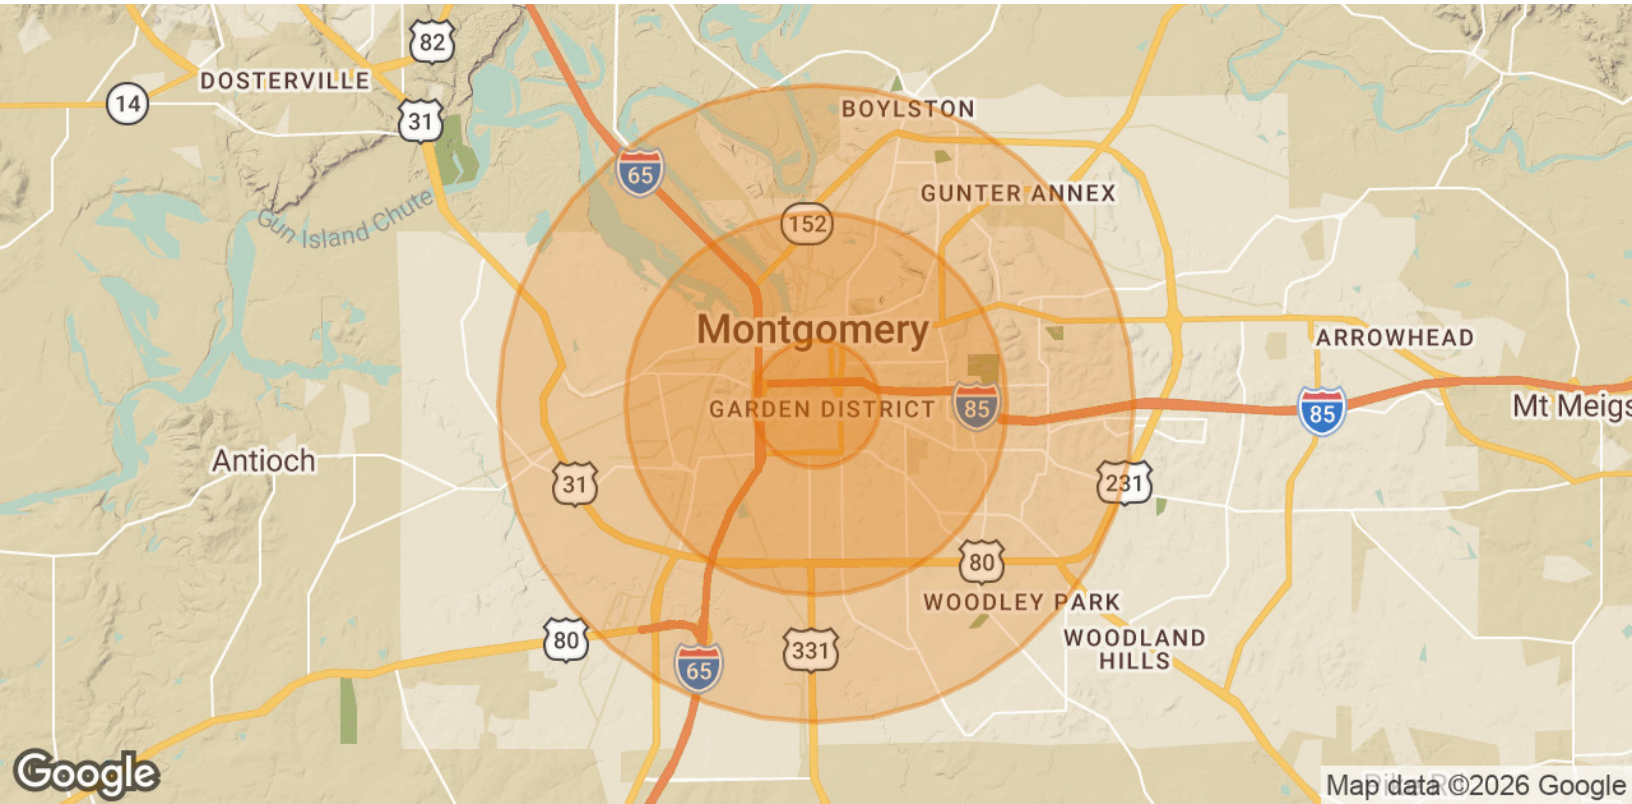 82
DOSTERVILLE
14
31
BOYLSTON
65
GUNTER ANNEX
Gun Island Chute
152
Montgomery
ARROWHEAD
GARDEN DISTRICT
85
85
Mt Meigs
Antioch
31
231
80
WOODLEY PARK
80
331
WOODLAND
HILLS
65
Google
Map data ©2026 Google